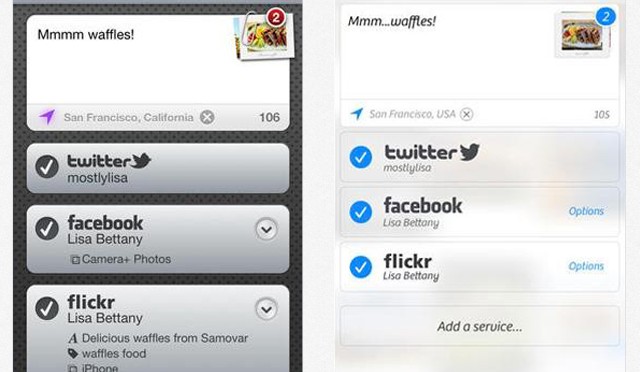 2
Mmmm waffles!
San Francisco, California
106
twitter
mostlylisa
facebook
Lisa Bettany
Camera+ Photos
flickr
Lisa Bettany
A Delicious waffles from Samovar
waffles food
iPhone
2
Mmm...waffles!
San Francisco, USA
105
twitter
mostlylisa
facebook
Lisa Bettany
Options
flickr
Lisa Bettany
Options
Add a service...